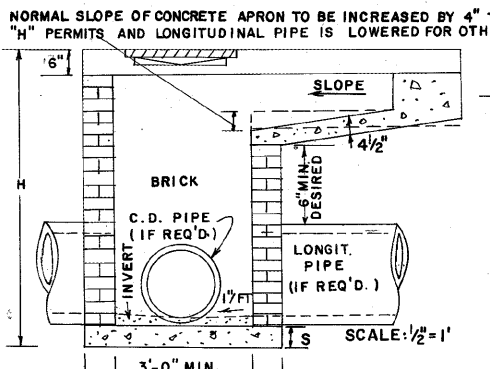 NORMAL SLOPE OF CONCRETE APRON TO BE INCREASED BY 4"
"H" PERMITS AND LONGITUDINAL PIPE IS LOWERED FOR OTH
6"
SLOPE
4½"
6" MIN.
DESIRED
H
BRICK
C.D. PIPE
(IF REQ'D.)
INVERT
1"/FT
LONGIT.
PIPE
(IF REQ'D.)
S
SCALE: ½" = 1'
3'-0" MIN.